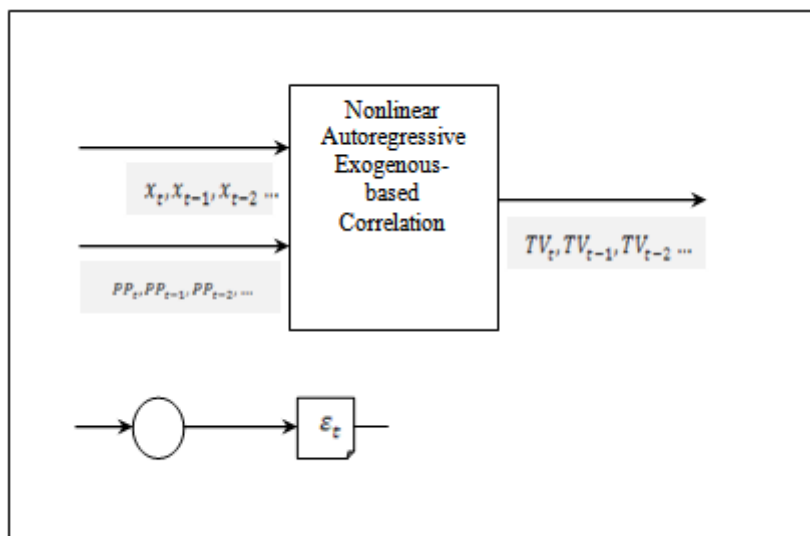 Nonlinear
Autoregressive
Exogenous-
based
Correlation
x_t, x_{t-1}, x_{t-2} ...
PP_t, PP_{t-1}, PP_{t-2}, ...
TV_t, TV_{t-1}, TV_{t-2} ...
ε_t